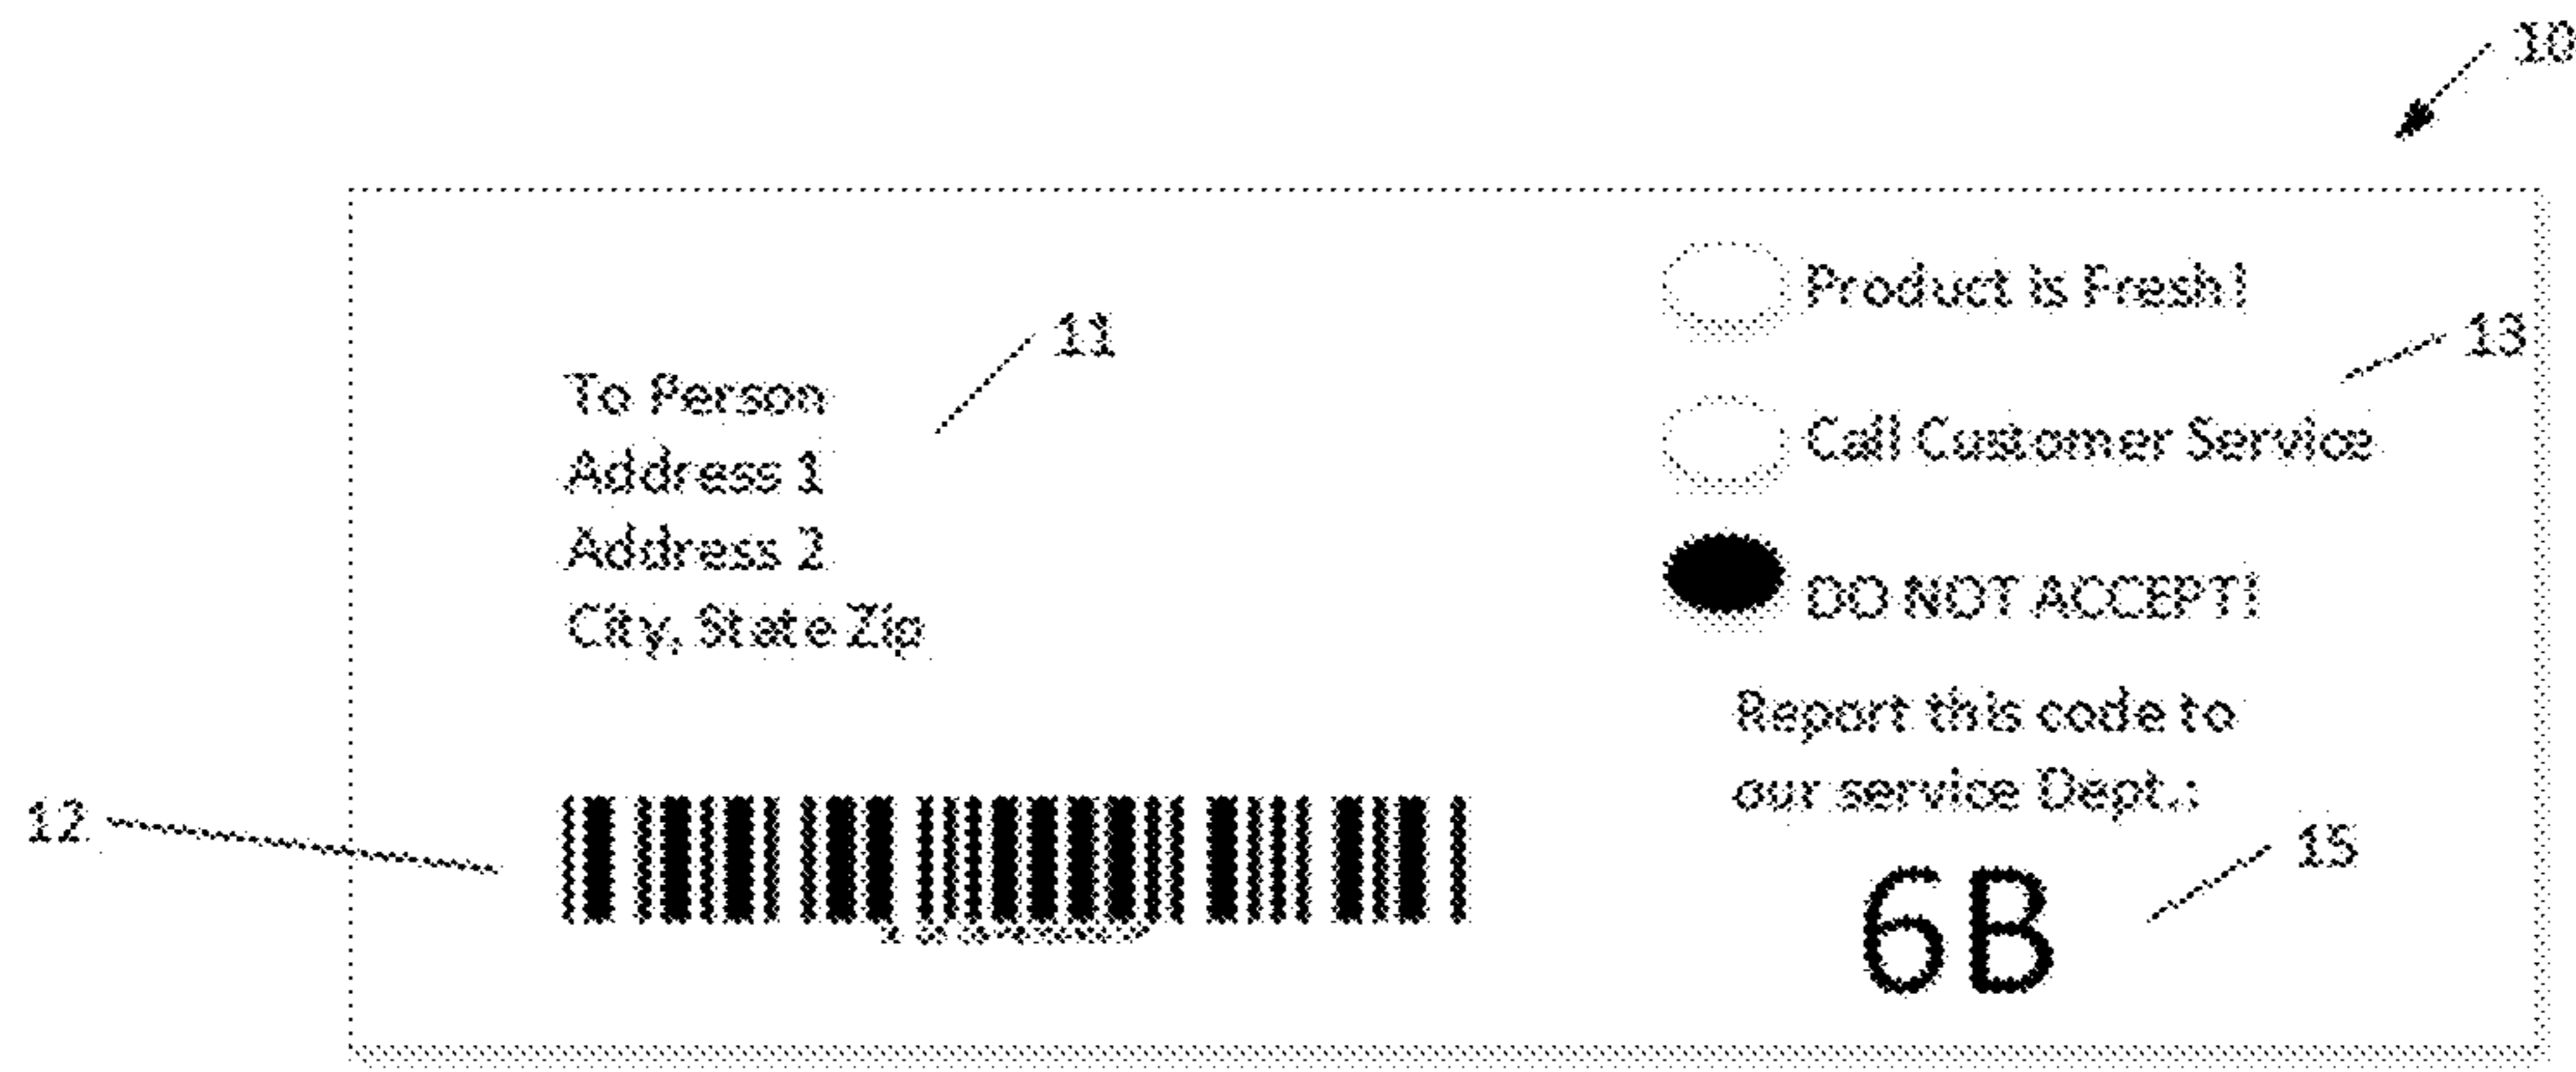 10
Product is Fresh!
13
11
To Person
Call Customer Service
Address 1
Address 2
DO NOT ACCEPT!
City, State Zip
Report this code to
our service Dept.:
12
15
6B